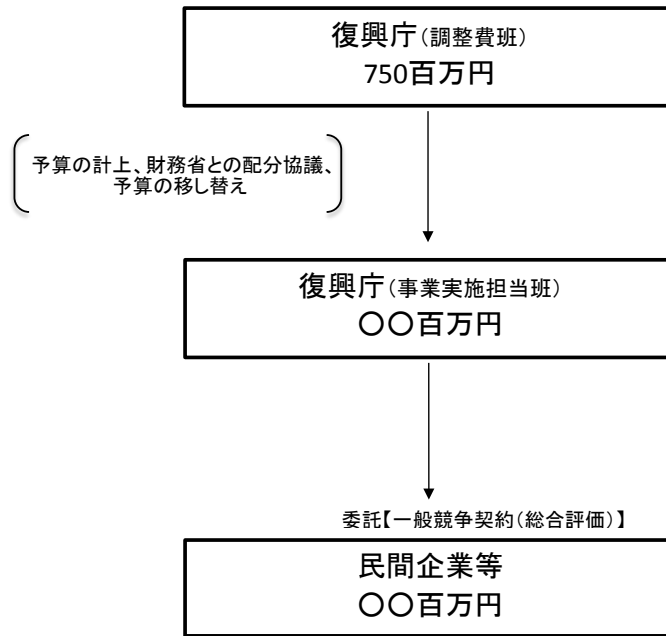 復興庁(調整費班)
750百万円
予算の計上、財務省との配分協議、
予算の移し替え
復興庁(事業実施担当班)
〇〇百万円
委託【一般競争契約(総合評価)】
民間企業等
〇〇百万円